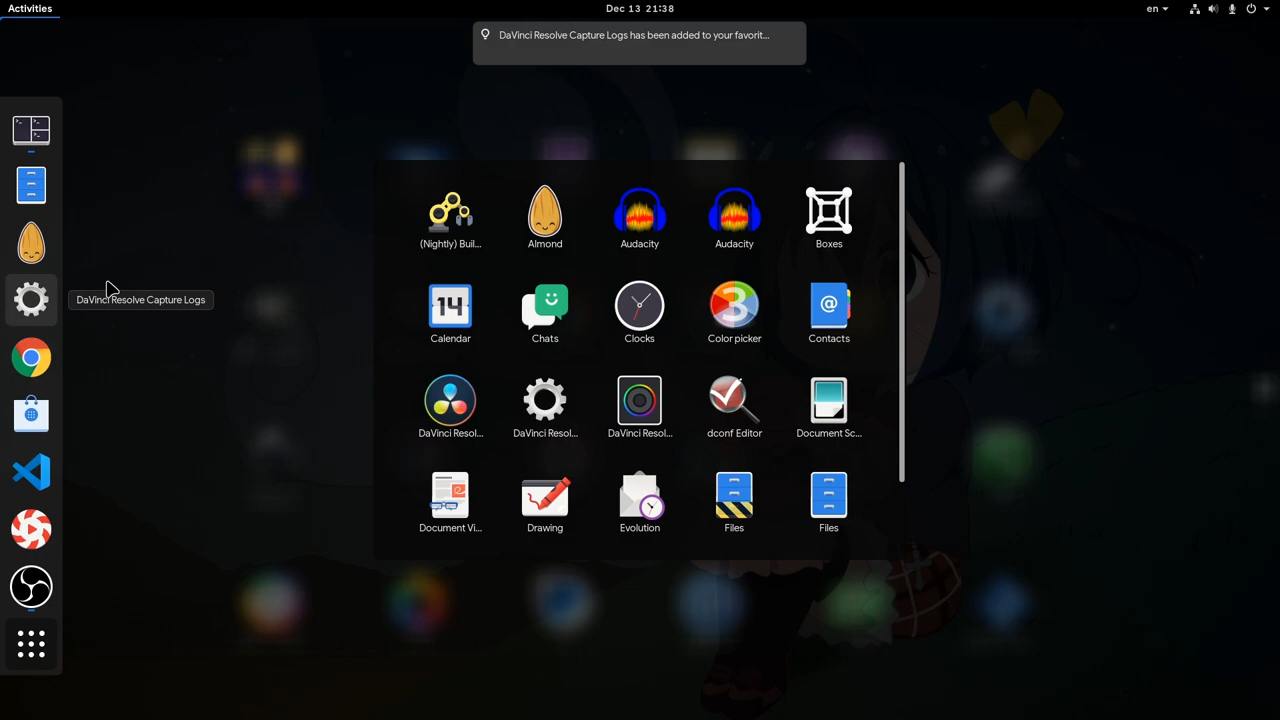 Activities
Dec 13 21:38
en
DaVinci Resolve Capture Logs has been added to your favorit...
(Nightly) Buil...
Almond
Audacity
Audacity
Boxes
DaVinci Resolve Capture Logs
14
Calendar
Chats
Clocks
3
Color picker
@
Contacts
DaVinci Resol...
DaVinci Resol...
DaVinci Resol...
dconf Editor
Document Sc...
Document Vi...
Drawing
Evolution
Files
Files